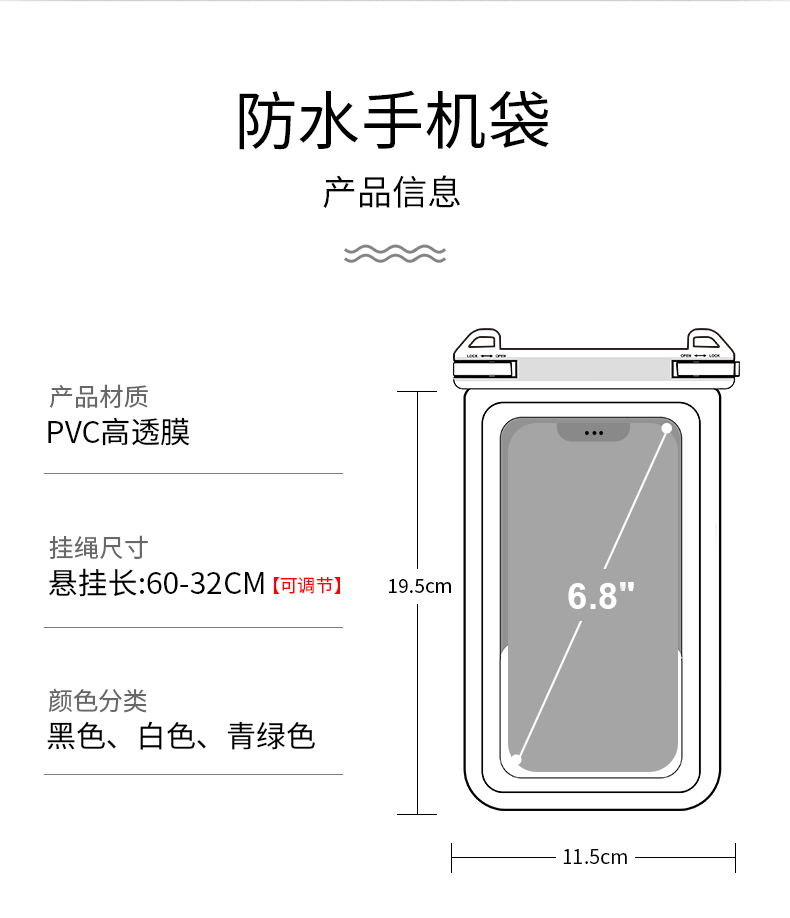 防水手机袋
产品信息
LOCK OPEN
OPEN LOCK
产品材质
PVC高透膜
挂绳尺寸
悬挂长:60-32CM【可调节】
19.5cm
6.8"
颜色分类
黑色、白色、青绿色
11.5cm